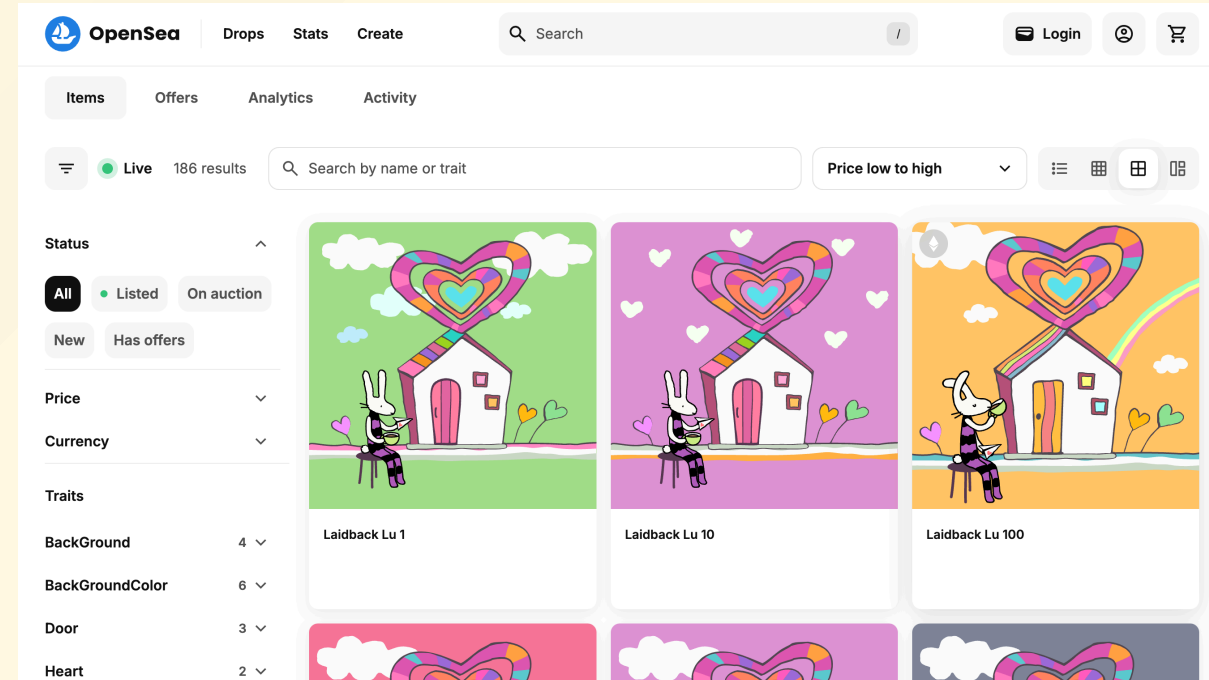 OpenSea Drops Stats Create Search / Login
Items Offers Analytics Activity
Live 186 results Search by name or trait Price low to high
Status
All Listed On auction
New Has offers
Price
Currency
Traits
BackGround 4
BackGroundColor 6
Door 3
Heart 2
Laidback Lu 1
Laidback Lu 10
Laidback Lu 100